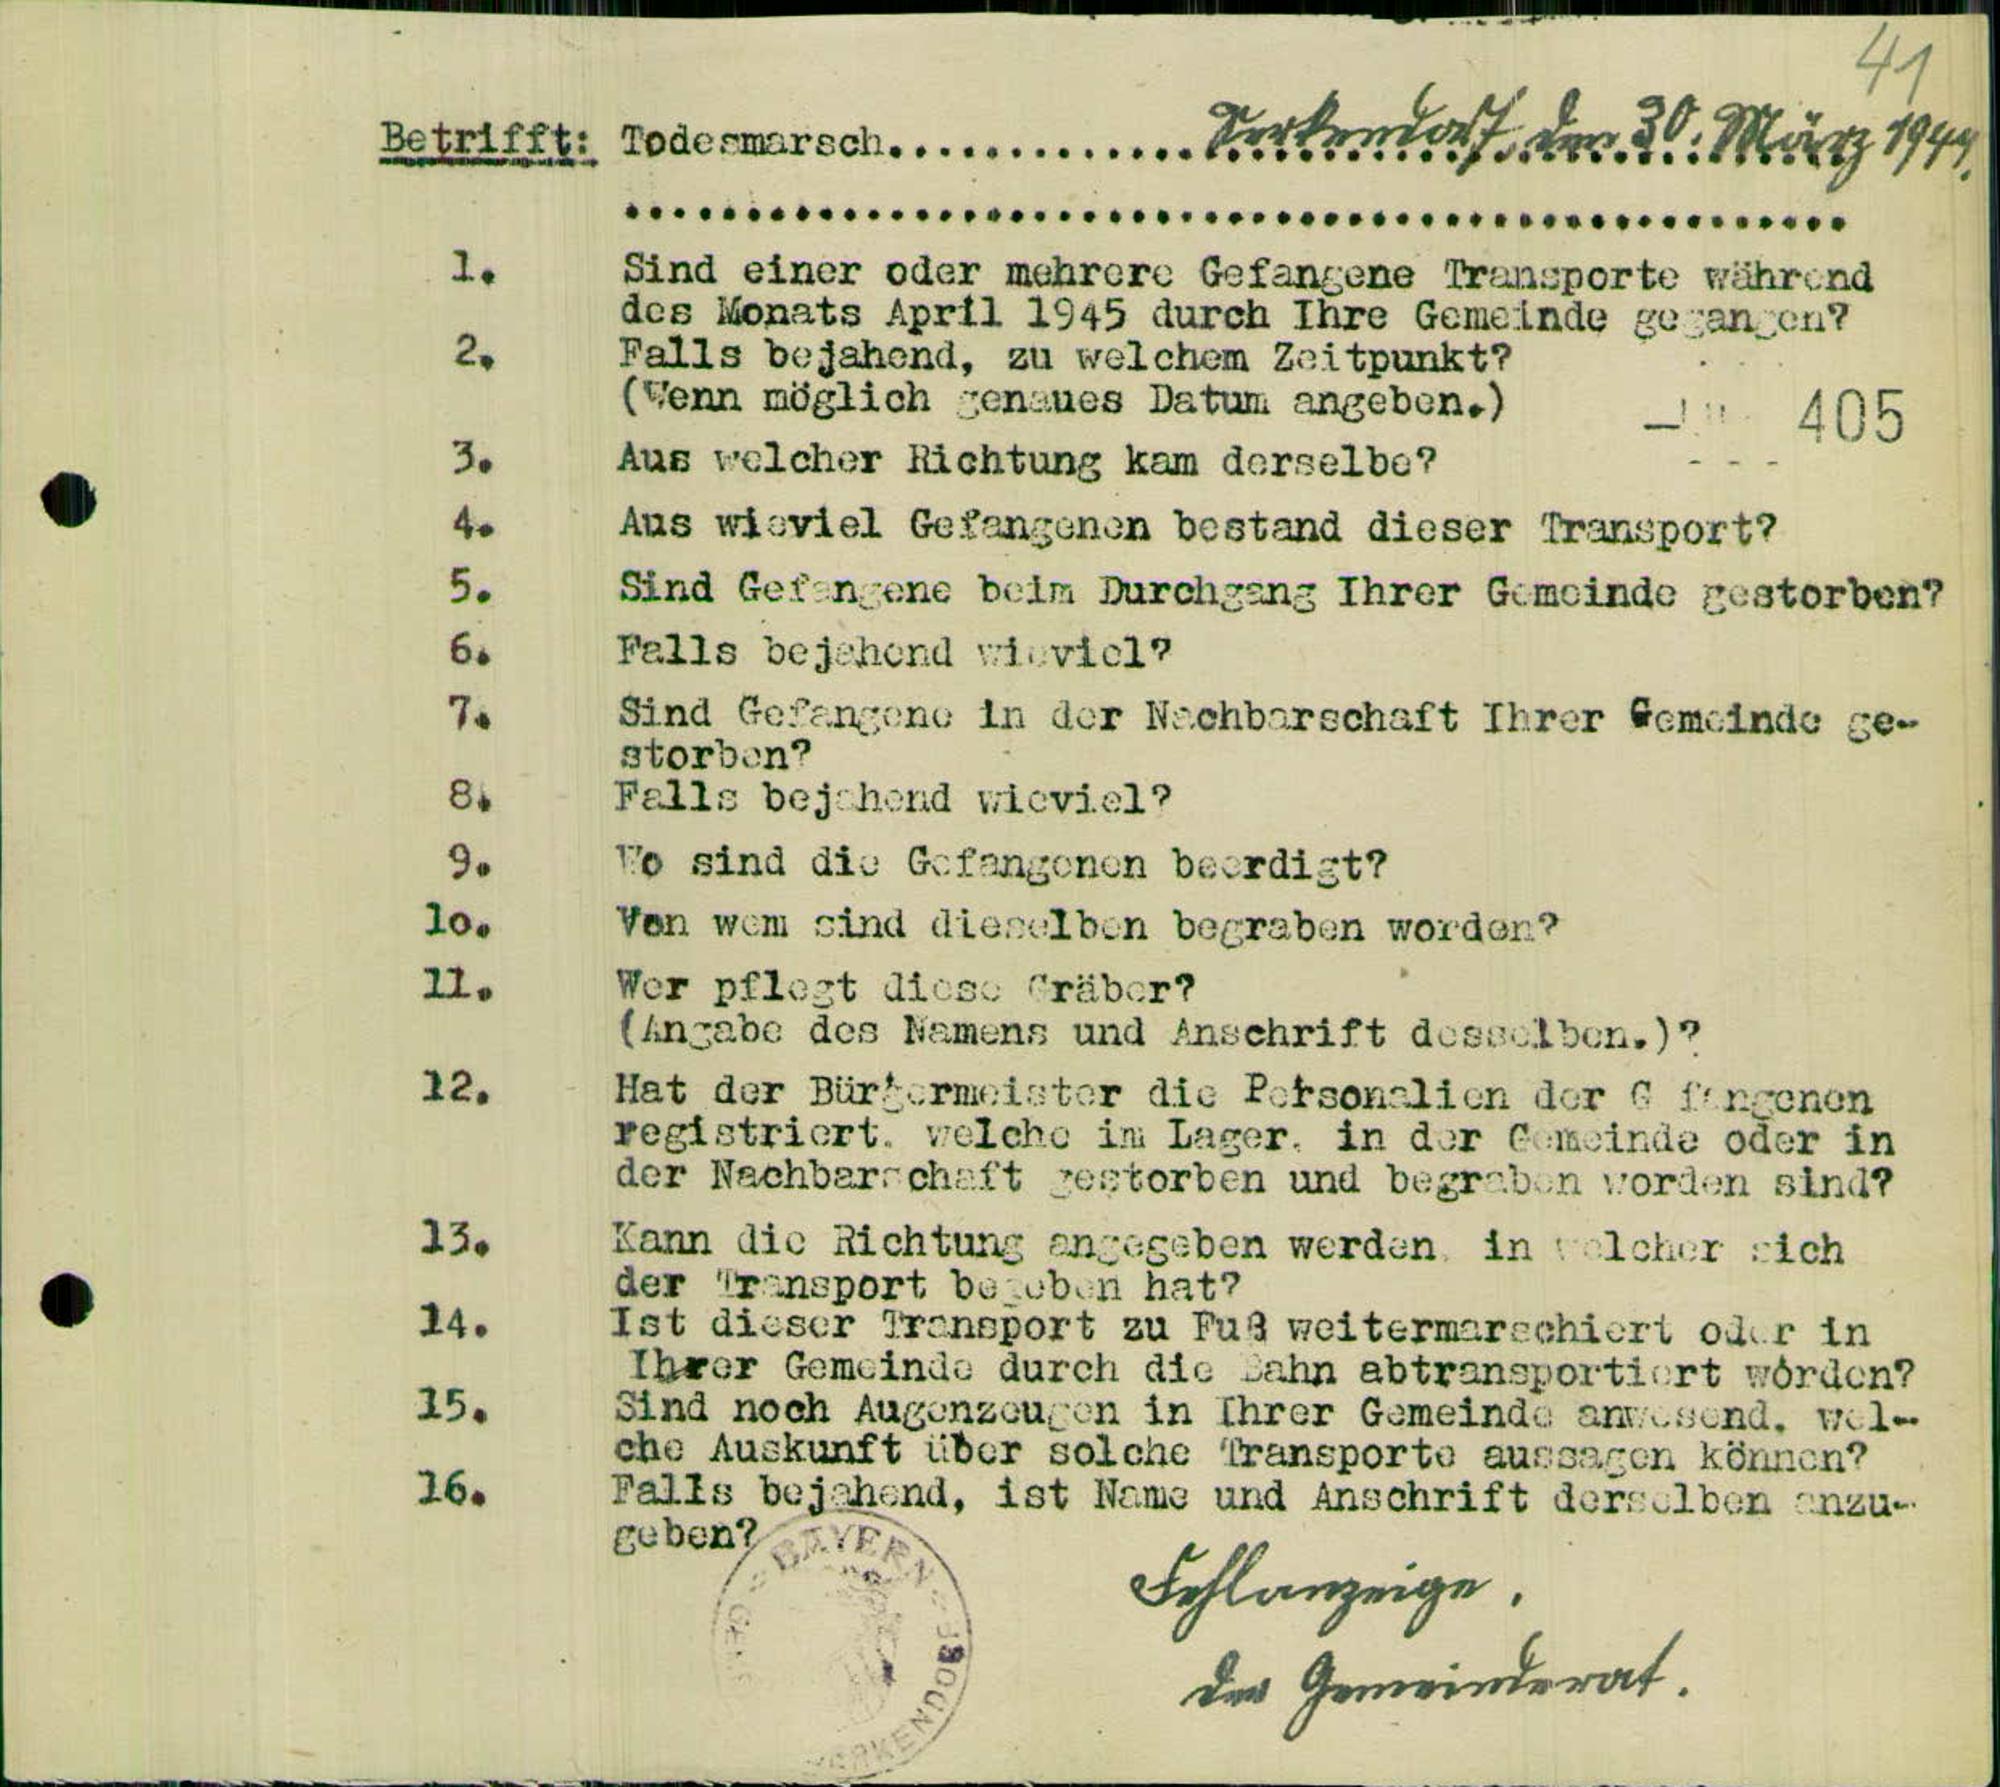 41
Betrifft: Todesmarsch.............. den 30. März 194
..................................................
1. Sind einer oder mehrere Gefangene Transporte während
des Monats April 1945 durch Ihre Gemeinde gegangen?
2. Falls bejahend, zu welchem Zeitpunkt?
(Wenn möglich genaues Datum angeben.)
405
3. Aus welcher Richtung kam derselbe?
4. Aus wieviel Gefangenen bestand dieser Transport?
5. Sind Gefangene beim Durchgang Ihrer Gemeinde gestorben?
6. Falls bejahend wieviel?
7. Sind Gefangene in der Nachbarschaft Ihrer Gemeinde ge-
storben?
8. Falls bejahend wieviel?
9. Wo sind die Gefangenen beerdigt?
10. Von wem sind dieselben begraben worden?
11. Wer pflegt diese Gräber?
(Angabe des Namens und Anschrift desselben.)?
12. Hat der Bürgermeister die Personalien der Gefangenen
registriert, welche im Lager, in der Gemeinde oder in
der Nachbarschaft gestorben und begraben worden sind?
13. Kann die Richtung angegeben werden, in welcher sich
der Transport begeben hat?
14. Ist dieser Transport zu Fuß weitermarschiert oder in
Ihrer Gemeinde durch die Bahn abtransportiert worden?
15. Sind noch Augenzeugen in Ihrer Gemeinde anwesend, wel-
che Auskunft über solche Transporte aussagen können?
16. Falls bejahend, ist Name und Anschrift derselben anzu-
geben?
BAYERN
Fehlanzeige.
Der Gemeinderat.